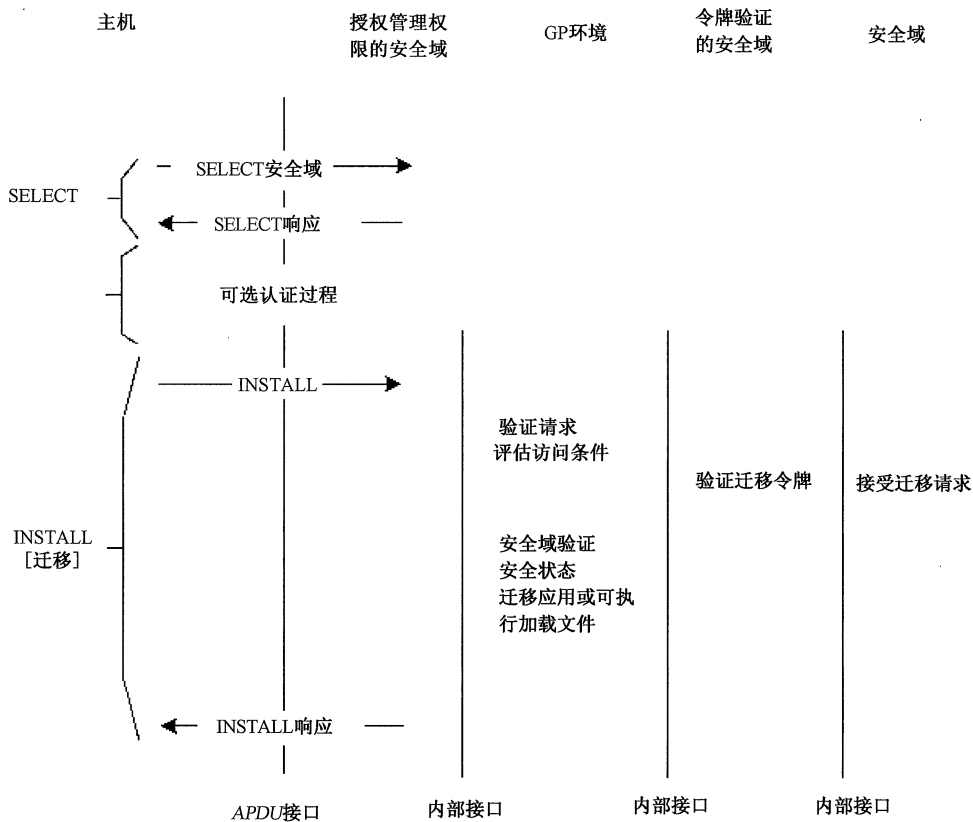 主机
授权管理权
限的安全域
GP环境
令牌验证
的安全域
安全域
SELECT安全域
SELECT
SELECT响应
可选认证过程
INSTALL
验证请求
评估访问条件
验证迁移令牌
接受迁移请求
INSTALL
[迁移]
安全域验证
安全状态
迁移应用或可执
行加载文件
INSTALL响应
APDU接口
内部接口
内部接口
内部接口